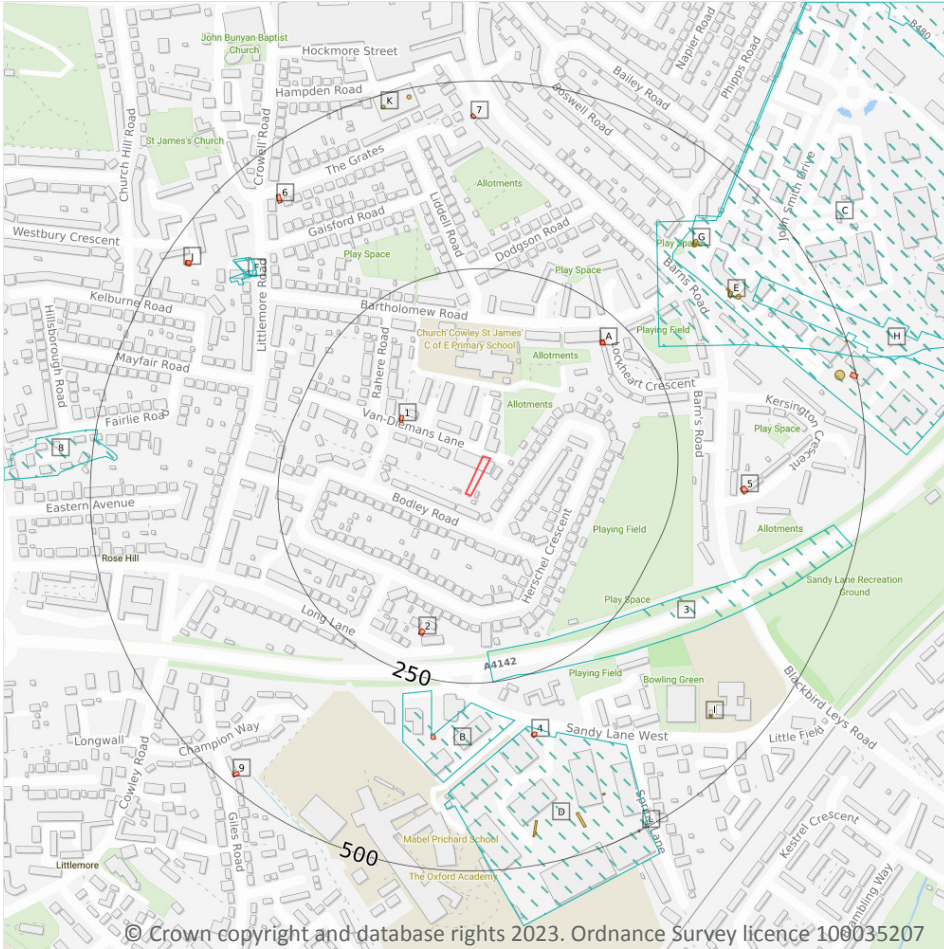 B480
John Bunyan Baptist
Church
Hockmore Street
Napier Road
Phipps Road
Bailey Road
Boswell Road
Hampden Road
K
7
Church Hill Road
Crowell Road
St James's Church
The Grates
Allotments
Liddell Road
John Smith Drive
C
6
Gaisford Road
Dodgson Road
Westbury Crescent
J
Play Space
G
Play Space
Play Space
Barns Road
E
Kelburne Road
Littlemore Road
Bartholomew Road
Hillsborough Road
Mayfair Road
Rahere Road
Church Cowley St James'
C of E Primary School
A
Playing Field
H
Allotments
Lockheart Crescent
Fairlie Road
1
Van-Diemans Lane
Allotments
Barn's Road
Kersington Crescent
Play Space
8
Eastern Avenue
Bodley Road
5
Playing Field
Allotments
Rose Hill
Herschel Crescent
Sandy Lane Recreation
Ground
Long Lane
2
Play Space
3
250
A4142
Playing Field
Bowling Green
Blackbird Leys Road
I
Longwall
Champion Way
B
4
Sandy Lane West
Little Field
Cowley Road
9
Giles Road
D
Spring Lane
Kestrel Crescent
Mabel Prichard School
500
Littlemore
The Oxford Academy
© Crown copyright and database rights 2023. Ordnance Survey licence 100035207